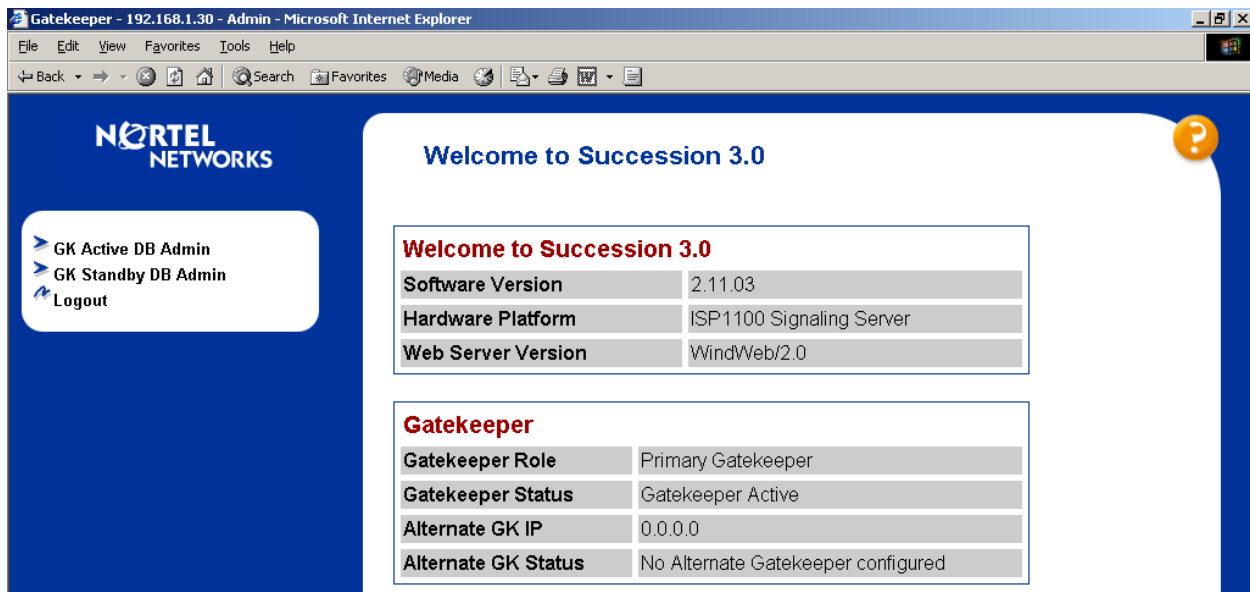 Gatekeeper - 192.168.1.30 - Admin - Microsoft Internet Explorer
File Edit View Favorites Tools Help
Back Search Favorites Media
NORTEL
NETWORKS
Welcome to Succession 3.0
?
GK Active DB Admin
GK Standby DB Admin
Logout
Welcome to Succession 3.0
Software Version 2.11.03
Hardware Platform ISP1100 Signaling Server
Web Server Version WindWeb/2.0
Gatekeeper
Gatekeeper Role Primary Gatekeeper
Gatekeeper Status Gatekeeper Active
Alternate GK IP 0.0.0.0
Alternate GK Status No Alternate Gatekeeper configured